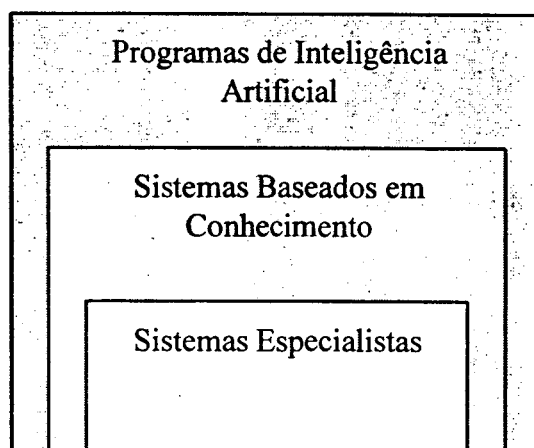 Programas de Inteligência
Artificial
Sistemas Baseados em
Conhecimento
Sistemas Especialistas